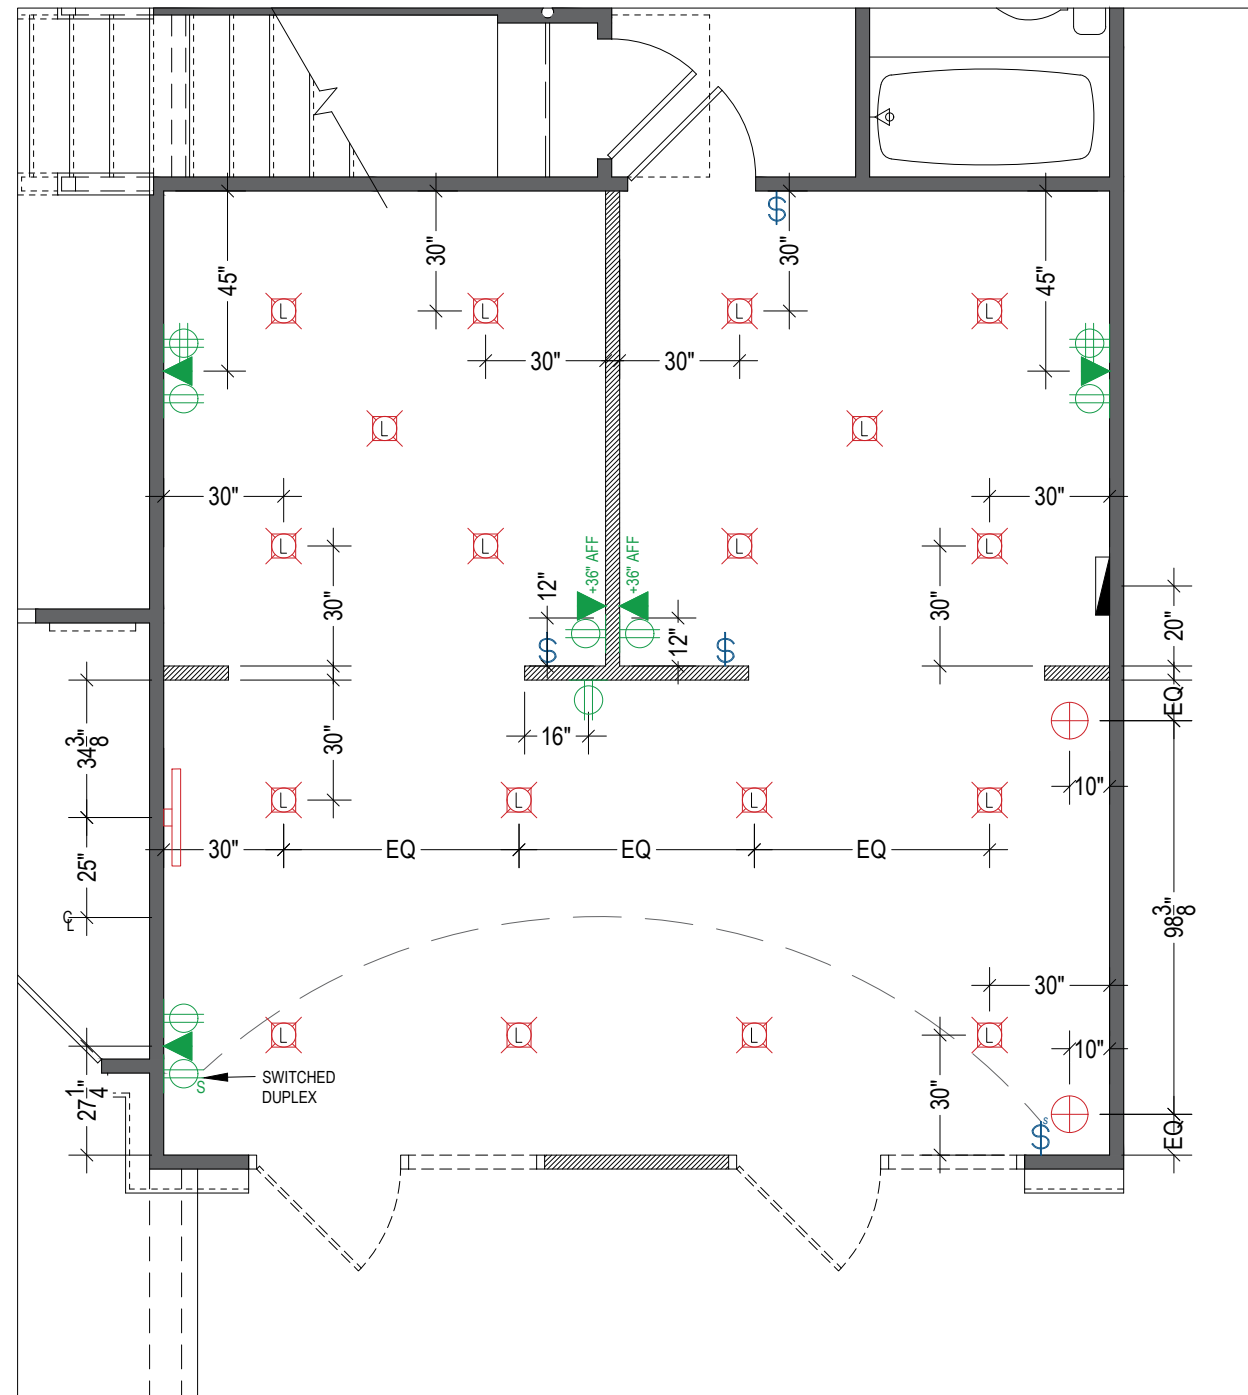 $
45"
30"
30"
45"
L
L
L
L
30"
30"
L
L
30"
30"
L
L
L
L
+36" AFF
+36" AFF
12"
12"
30"
30"
20"
$
$
EQ
34 3/8"
30"
16"
10"
L
L
L
L
30"
EQ
EQ
EQ
25"
CL
98 3/8"
30"
L
L
L
L
10"
27 1/4"
S
SWITCHED
DUPLEX
30"
$
s
EQ